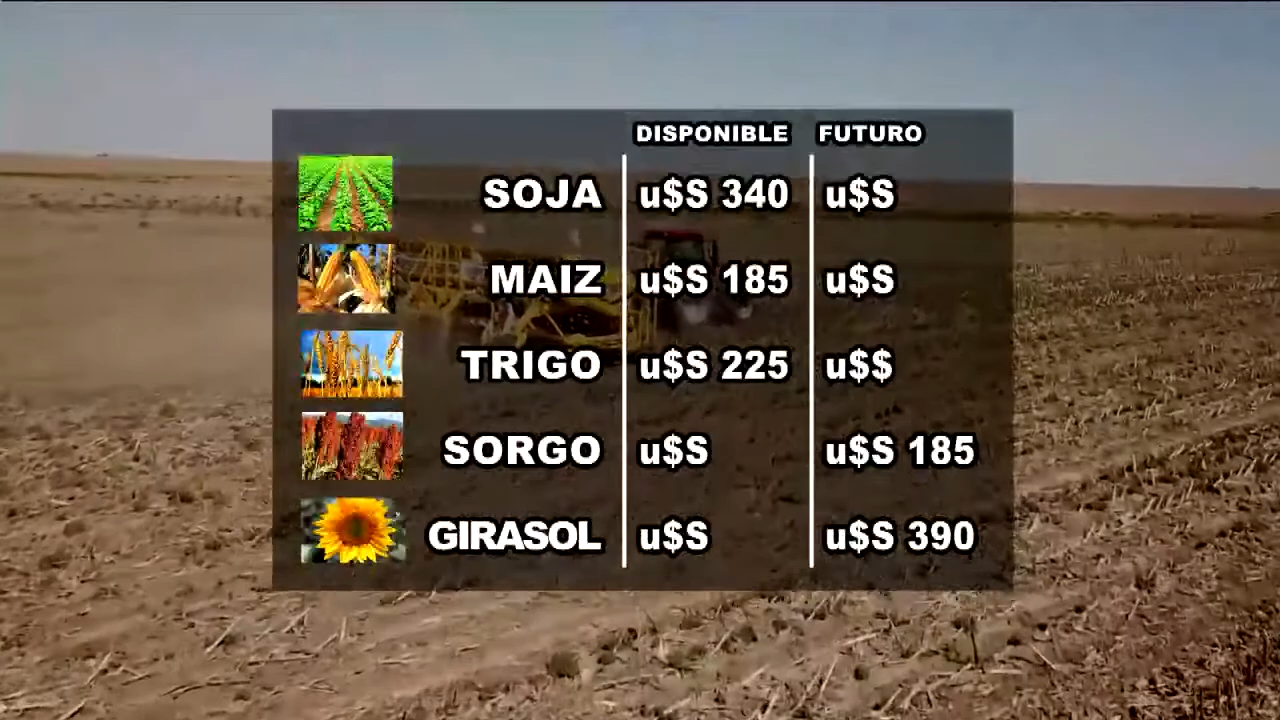 DISPONIBLE FUTURO
SOJA u$S 340 u$S
MAIZ u$S 185 u$S
TRIGO u$S 225 u$$
SORGO u$S u$S 185
GIRASOL u$S u$S 390